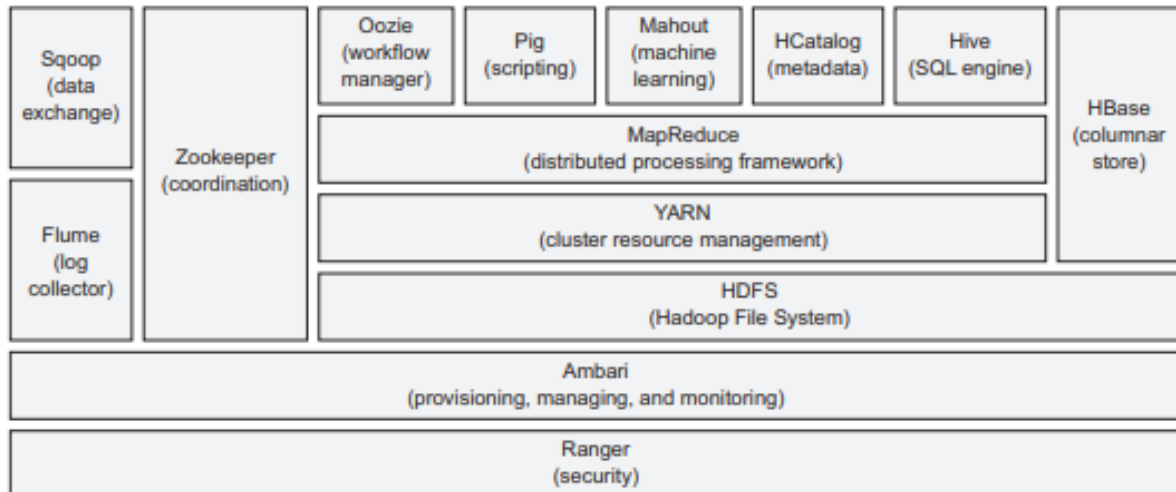 Sqoop
(data
exchange)
Zookeeper
(coordination)
Oozie
(workflow
manager)
Pig
(scripting)
Mahout
(machine
learning)
HCatalog
(metadata)
Hive
(SQL engine)
HBase
(columnar
store)
MapReduce
(distributed processing framework)
Flume
(log
collector)
YARN
(cluster resource management)
HDFS
(Hadoop File System)
Ambari
(provisioning, managing, and monitoring)
Ranger
(security)